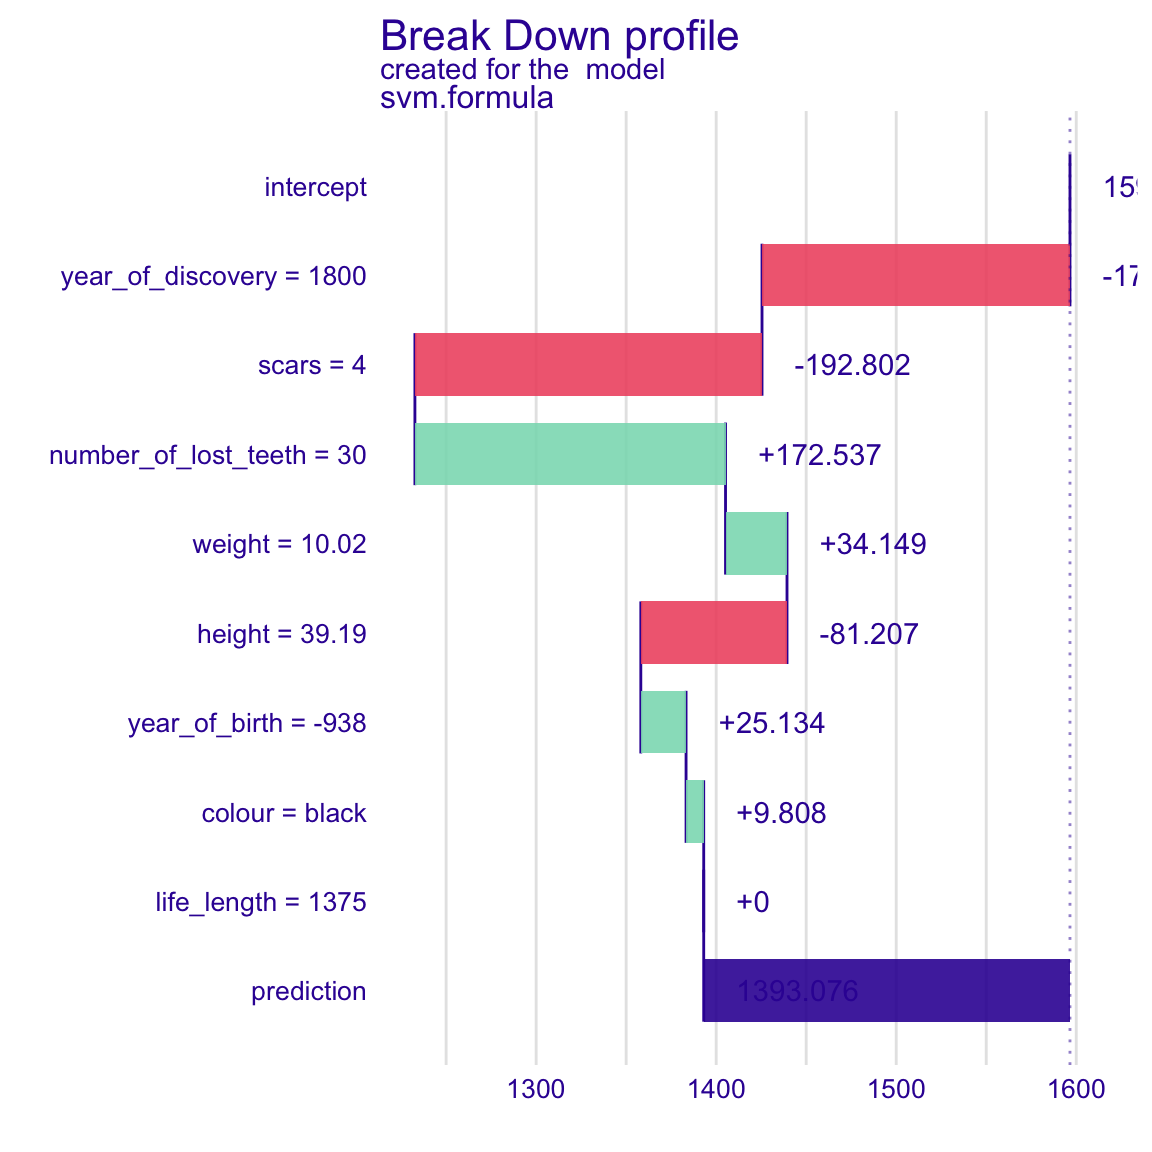 Break Down profile
created for the  model
svm.formula
intercept
year_of_discovery = 1800
scars = 4 -192.802
number_of_lost_teeth = 30 +172.537
weight = 10.02 +34.149
height = 39.19 -81.207
year_of_birth = -938 +25.134
colour = black +9.808
life_length = 1375 +0
prediction 1393.076
1300 1400 1500 1600